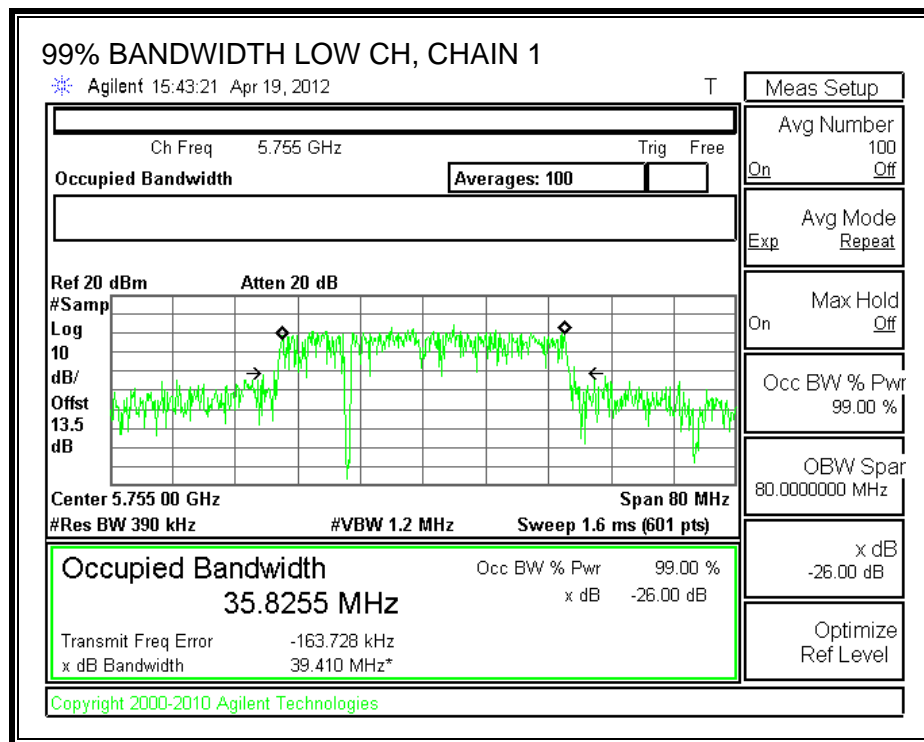 99% BANDWIDTH LOW CH, CHAIN 1
Agilent 15:43:21 Apr 19, 2012 T
Ch Freq 5.755 GHz Trig Free
Occupied Bandwidth Averages: 100
Ref 20 dBm Atten 20 dB
#Samp
Log
10
dB/
Offst
13.5
dB
Center 5.755 00 GHz Span 80 MHz
#Res BW 390 kHz #VBW 1.2 MHz Sweep 1.6 ms (601 pts)
Occupied Bandwidth Occ BW % Pwr 99.00 %
35.8255 MHz x dB -26.00 dB
Transmit Freq Error -163.728 kHz
x dB Bandwidth 39.410 MHz*
Copyright 2000-2010 Agilent Technologies
Meas Setup
Avg Number
100
On Off
Avg Mode
Exp Repeat
Max Hold
On Off
Occ BW % Pwr
99.00 %
OBW Span
80.0000000 MHz
x dB
-26.00 dB
Optimize
Ref Level